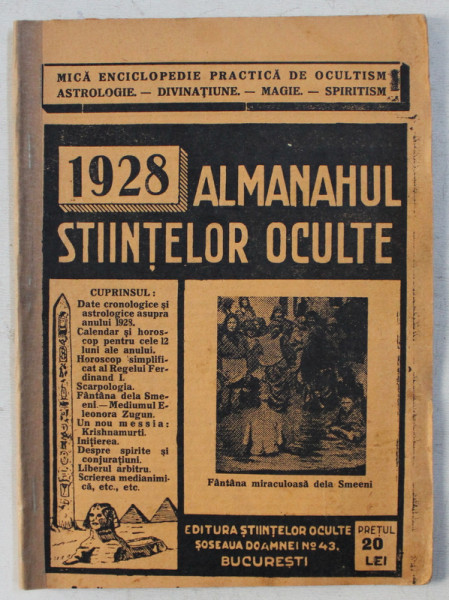 MICĂ ENCICLOPEDIE PRACTICĂ DE OCULTISM
ASTROLOGIE. — DIVINAȚIUNE. — MAGIE. — SPIRITISM
1928 ALMANAHUL
STIINȚELOR OCULTE
CUPRINSUL :
Date cronologice și
astrologice asupra
anului 1928.
Calendar și horos-
cop pentru cele 12
luni ale anului.
Horoscop simplifi-
cat al Regelui Fer-
dinand I.
Scarpologia.
Fântâna dela Sme-
eni.—Mediumul E-
leonora Zugun.
Un nou messia:
Krishnamurti.
Inițierea.
Despre spirite și
conjurațiuni.
Liberul arbitru.
Scrierea medianimi-
că, etc., etc.
Fântâna miraculoasă dela Smeeni
EDITURA ȘTIINȚELOR OCULTE
ȘOSEAUA DOAMNEI No 43.
BUCUREȘTI
PREȚUL
20
LEI